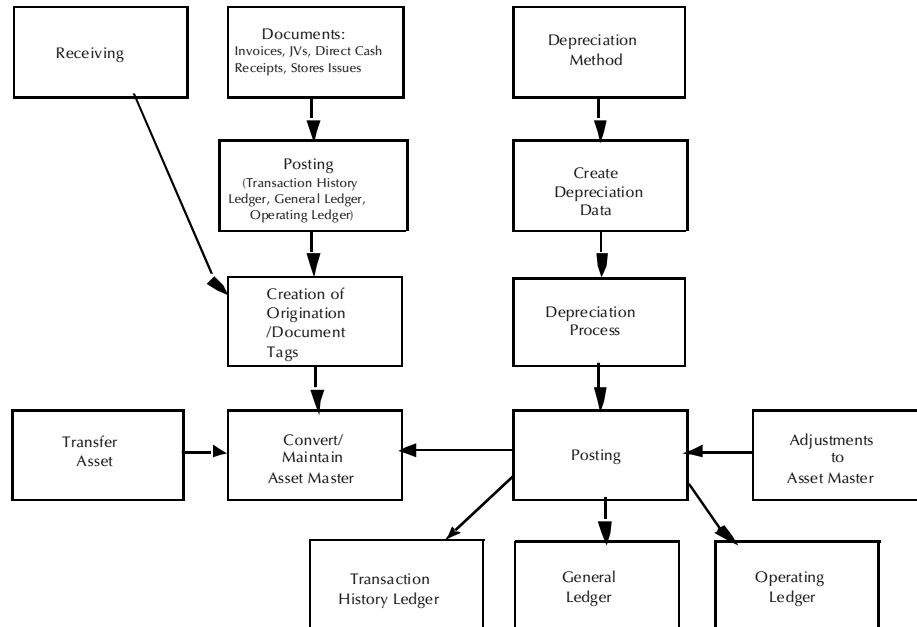 Receiving
Documents:
Invoices, JVs, Direct Cash
Receipts, Stores Issues
Depreciation
Method
Posting
(Transaction History
Ledger, General Ledger,
Operating Ledger)
Create
Depreciation
Data
Creation of
Origination
/Document
Tags
Depreciation
Process
Transfer
Asset
Convert/
Maintain
Asset Master
Posting
Adjustments
to
Asset Master
Transaction
History Ledger
General
Ledger
Operating
Ledger